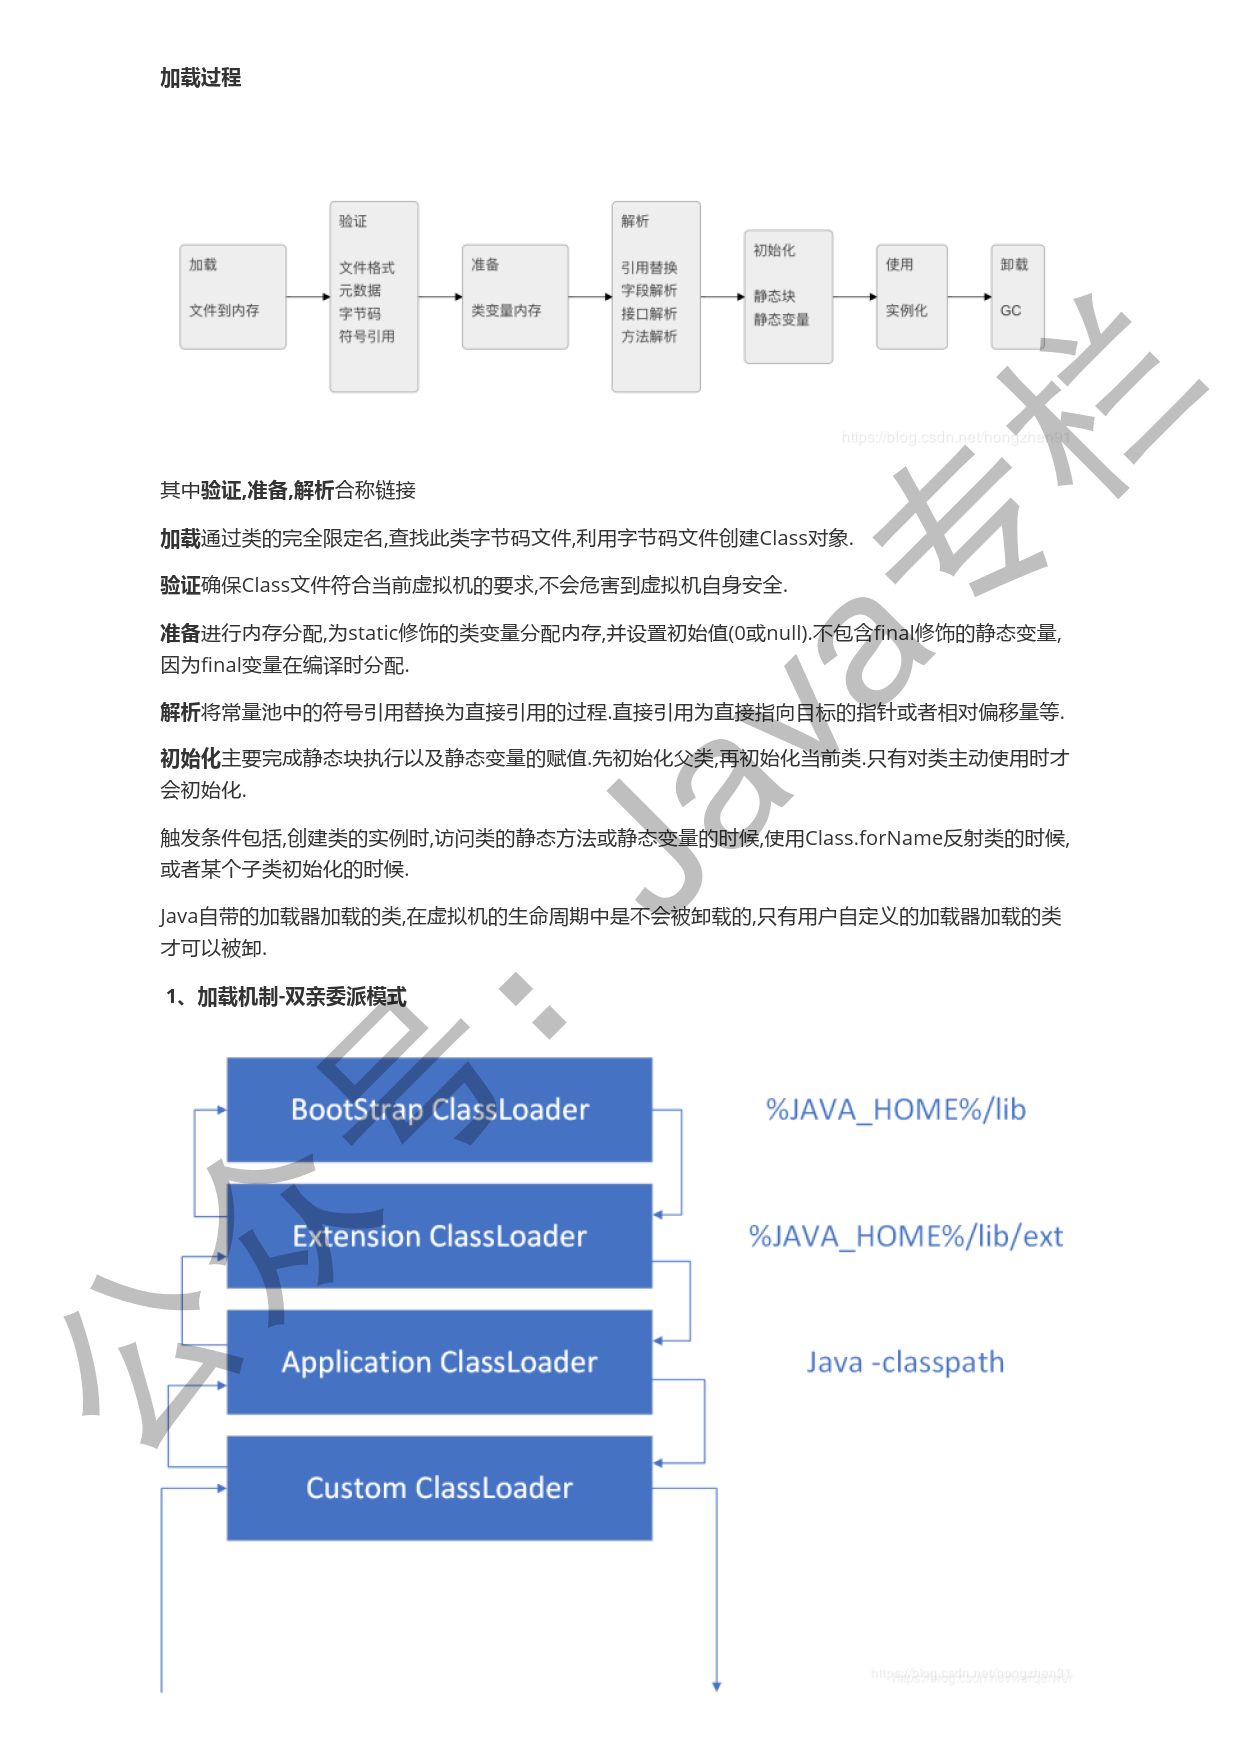 加载过程
加载
文件到内存
验证
文件格式
元数据
字节码
符号引用
准备
类变量内存
解析
引用替换
字段解析
接口解析
方法解析
初始化
静态块
静态变量
使用
实例化
卸载
GC
https://blog.csdn.net/hongzhen91
其中验证,准备,解析合称链接
加载通过类的完全限定名,查找此类字节码文件,利用字节码文件创建Class对象.
验证确保Class文件符合当前虚拟机的要求,不会危害到虚拟机自身安全.
准备进行内存分配,为static修饰的类变量分配内存,并设置初始值(0或null).不包含final修饰的静态变量,
因为final变量在编译时分配.
解析将常量池中的符号引用替换为直接引用的过程.直接引用为直接指向目标的指针或者相对偏移量等.
初始化主要完成静态块执行以及静态变量的赋值.先初始化父类,再初始化当前类.只有对类主动使用时才
会初始化.
触发条件包括,创建类的实例时,访问类的静态方法或静态变量的时候,使用Class.forName反射类的时候,
或者某个子类初始化的时候.
Java自带的加载器加载的类,在虚拟机的生命周期中是不会被卸载的,只有用户自定义的加载器加载的类
才可以被卸.
1、加载机制-双亲委派模式
BootStrap ClassLoader
%JAVA_HOME%/lib
Extension ClassLoader
%JAVA_HOME%/lib/ext
Application ClassLoader
Java -classpath
Custom ClassLoader
https://blog.csdn.net/hongzhen91
公众号：Java专栏